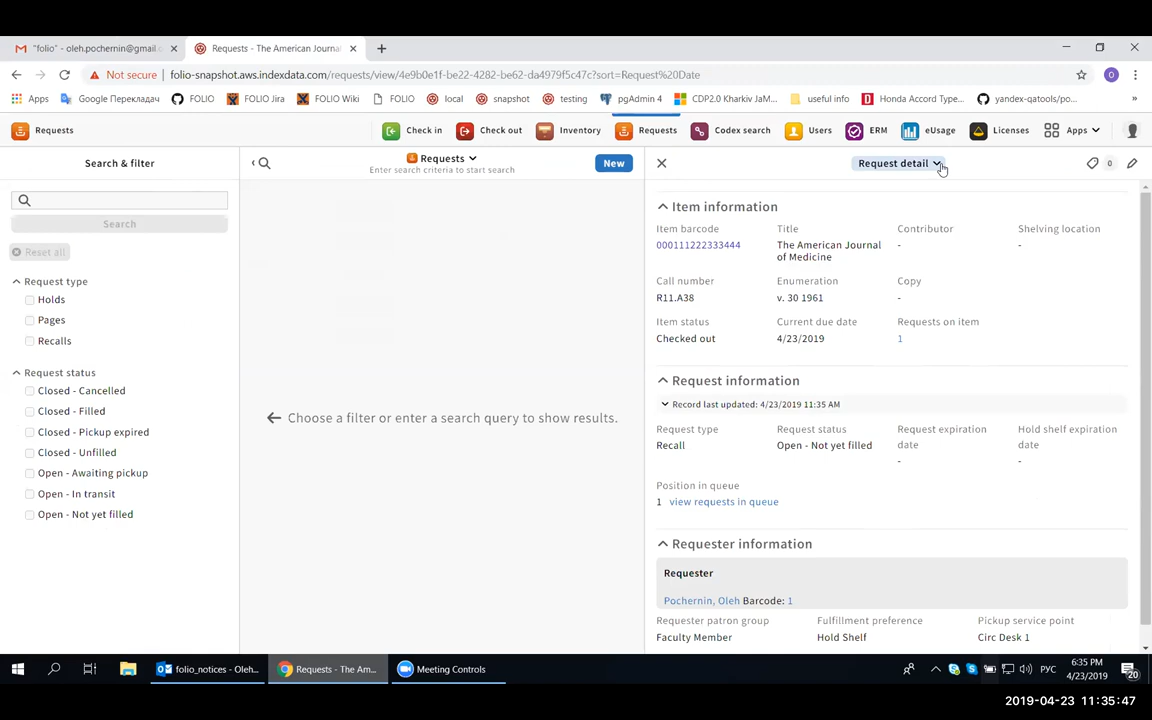 "folio" - oleh.pochernin@gmail.c
Requests - The American Journal
Not secure
folio-snapshot.aws.indexdata.com/requests/view/4e9b0e1f-be22-4282-be62-da4979f5c47c?sort=Request%20Date
O
Apps
Google Перекладач
FOLIO
FOLIO Jira
FOLIO Wiki
FOLIO
local
snapshot
testing
pgAdmin 4
CDP2.0 Kharkiv JaM...
useful info
Honda Accord Type...
yandex-qatools/po...
»
Requests
Check in
Check out
Inventory
Requests
Codex search
Users
ERM
eUsage
Licenses
Apps
Search & filter
Requests
Enter search criteria to start search
New
Request detail
0
Search
Reset all
Request type
Holds
Pages
Recalls
Request status
Closed - Cancelled
Closed - Filled
Closed - Pickup expired
Closed - Unfilled
Open - Awaiting pickup
Open - In transit
Open - Not yet filled
Choose a filter or enter a search query to show results.
Item information
Item barcode
000111222333444
Title
The American Journal
of Medicine
Contributor
-
Shelving location
-
Call number
R11.A38
Enumeration
v. 30 1961
Copy
-
Item status
Checked out
Current due date
4/23/2019
Requests on item
1
Request information
Record last updated: 4/23/2019 11:35 AM
Request type
Recall
Request status
Open - Not yet filled
Request expiration
date
-
Hold shelf expiration
date
-
Position in queue
1 view requests in queue
Requester information
Requester
Pochernin, Oleh Barcode: 1
Requester patron group
Faculty Member
Fulfillment preference
Hold Shelf
Pickup service point
Circ Desk 1
folio_notices - Oleh...
Requests - The Am...
Meeting Controls
РУС
6:35 PM
4/23/2019
20
2019-04-23 11:35:47